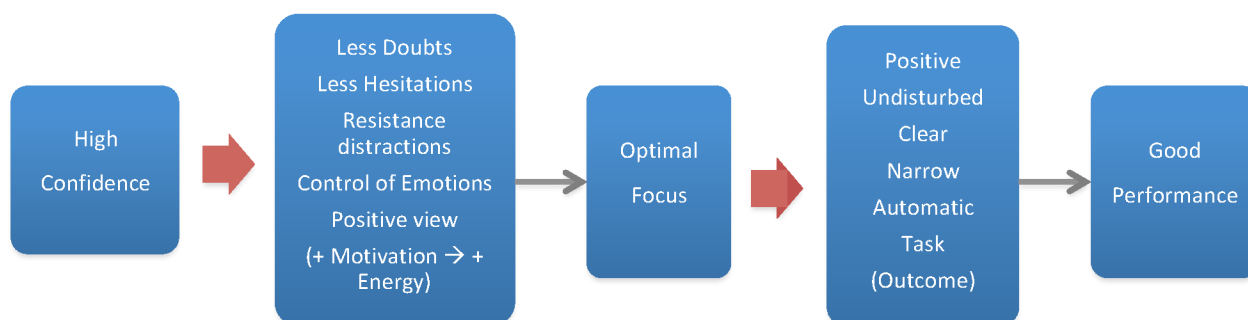 High
Confidence
Less Doubts
Less Hesitations
Resistance
distractions
Control of Emotions
Positive view
(+ Motivation → +
Energy)
Optimal
Focus
Positive
Undisturbed
Clear
Narrow
Automatic
Task
(Outcome)
Good
Performance